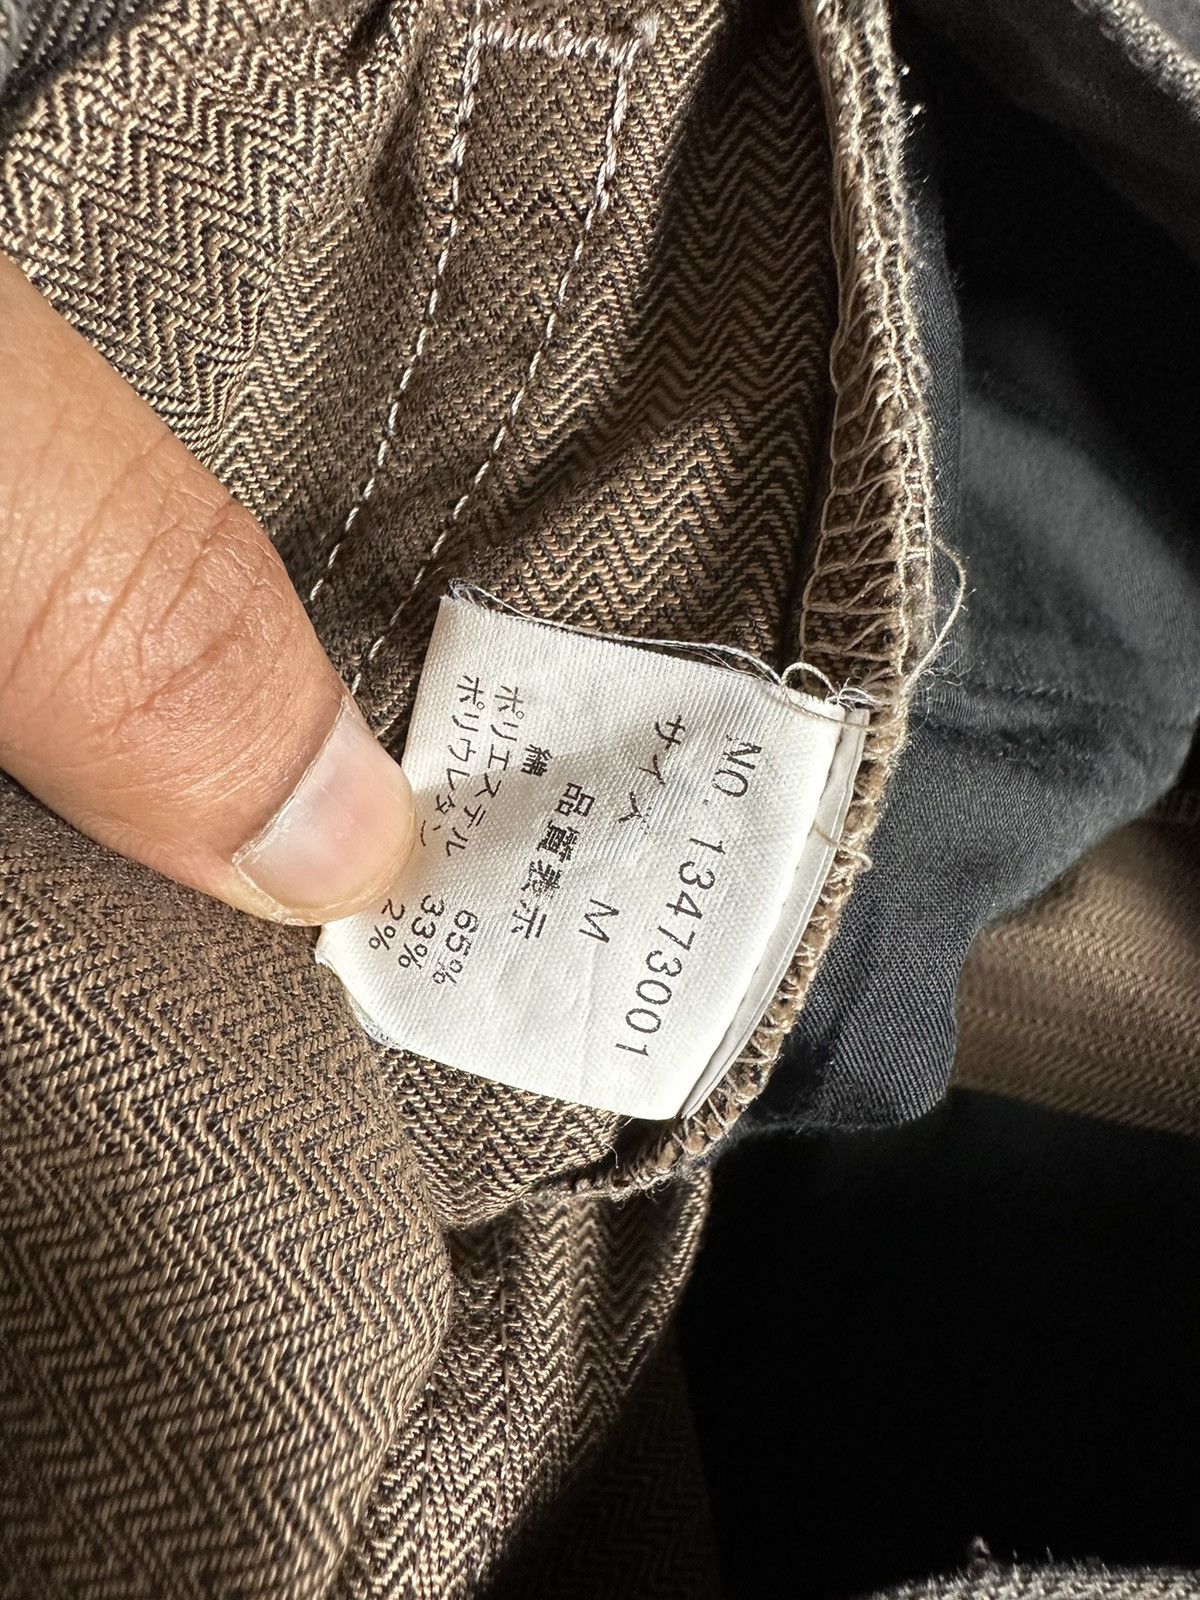 NO. 13473001
サイズ M
品質表示
綿 65%
ポリエステル 33%
ポリウレタン 2%